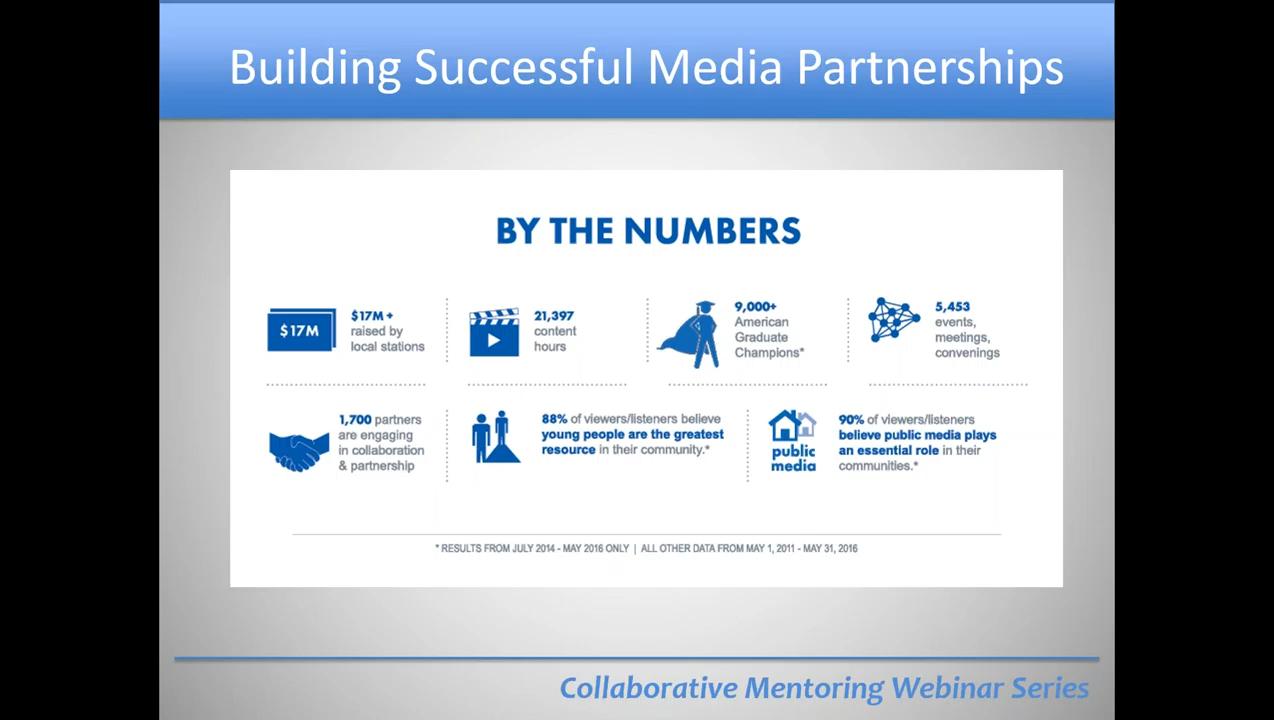 Building Successful Media Partnerships
BY THE NUMBERS
$17M
$17M +
raised by
local stations
21,397
content
hours
9,000+
American
Graduate
Champions*
5,453
events,
meetings,
convenings
1,700 partners
are engaging
in collaboration
& partnership
88% of viewers/listeners believe
young people are the greatest
resource in their community.*
public
media
90% of viewers/listeners
believe public media plays
an essential role in their
communities.*
* RESULTS FROM JULY 2014 - MAY 2016 ONLY | ALL OTHER DATA FROM MAY 1, 2011 - MAY 31, 2016
Collaborative Mentoring Webinar Series